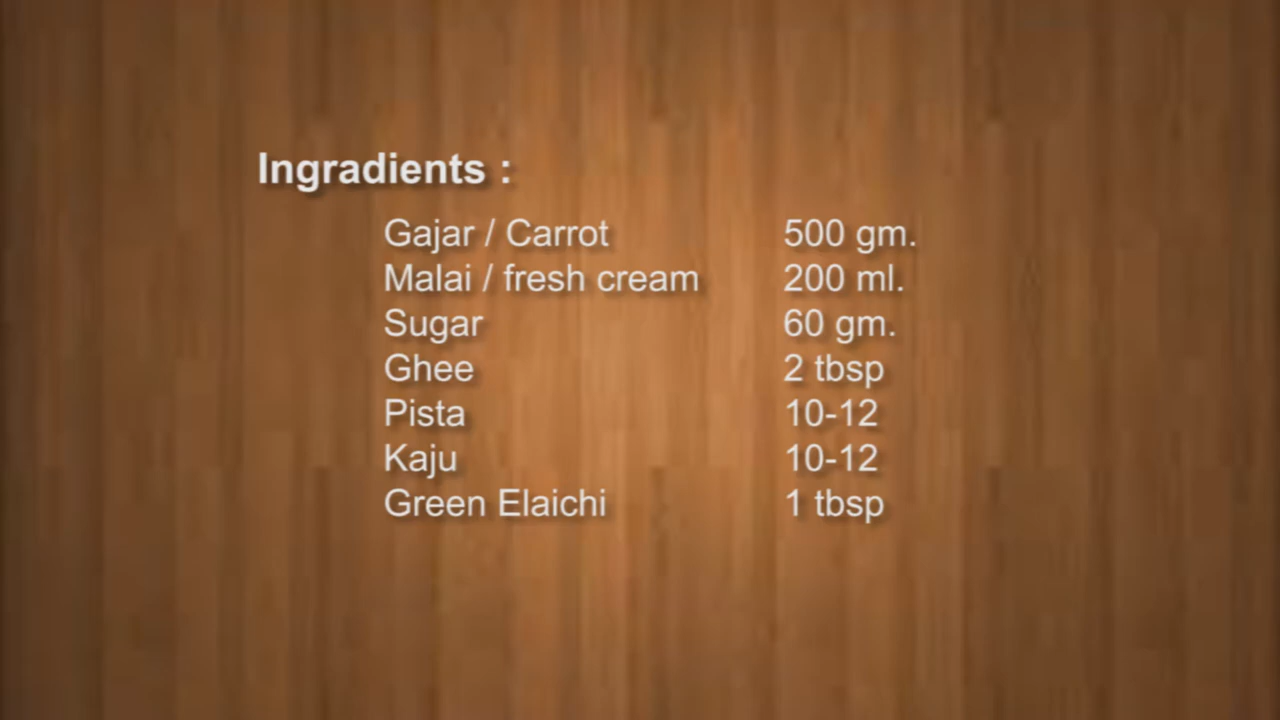 Ingradients :
Gajar / Carrot 500 gm.
Malai / fresh cream 200 ml.
Sugar 60 gm.
Ghee 2 tbsp
Pista 10-12
Kaju 10-12
Green Elaichi 1 tbsp